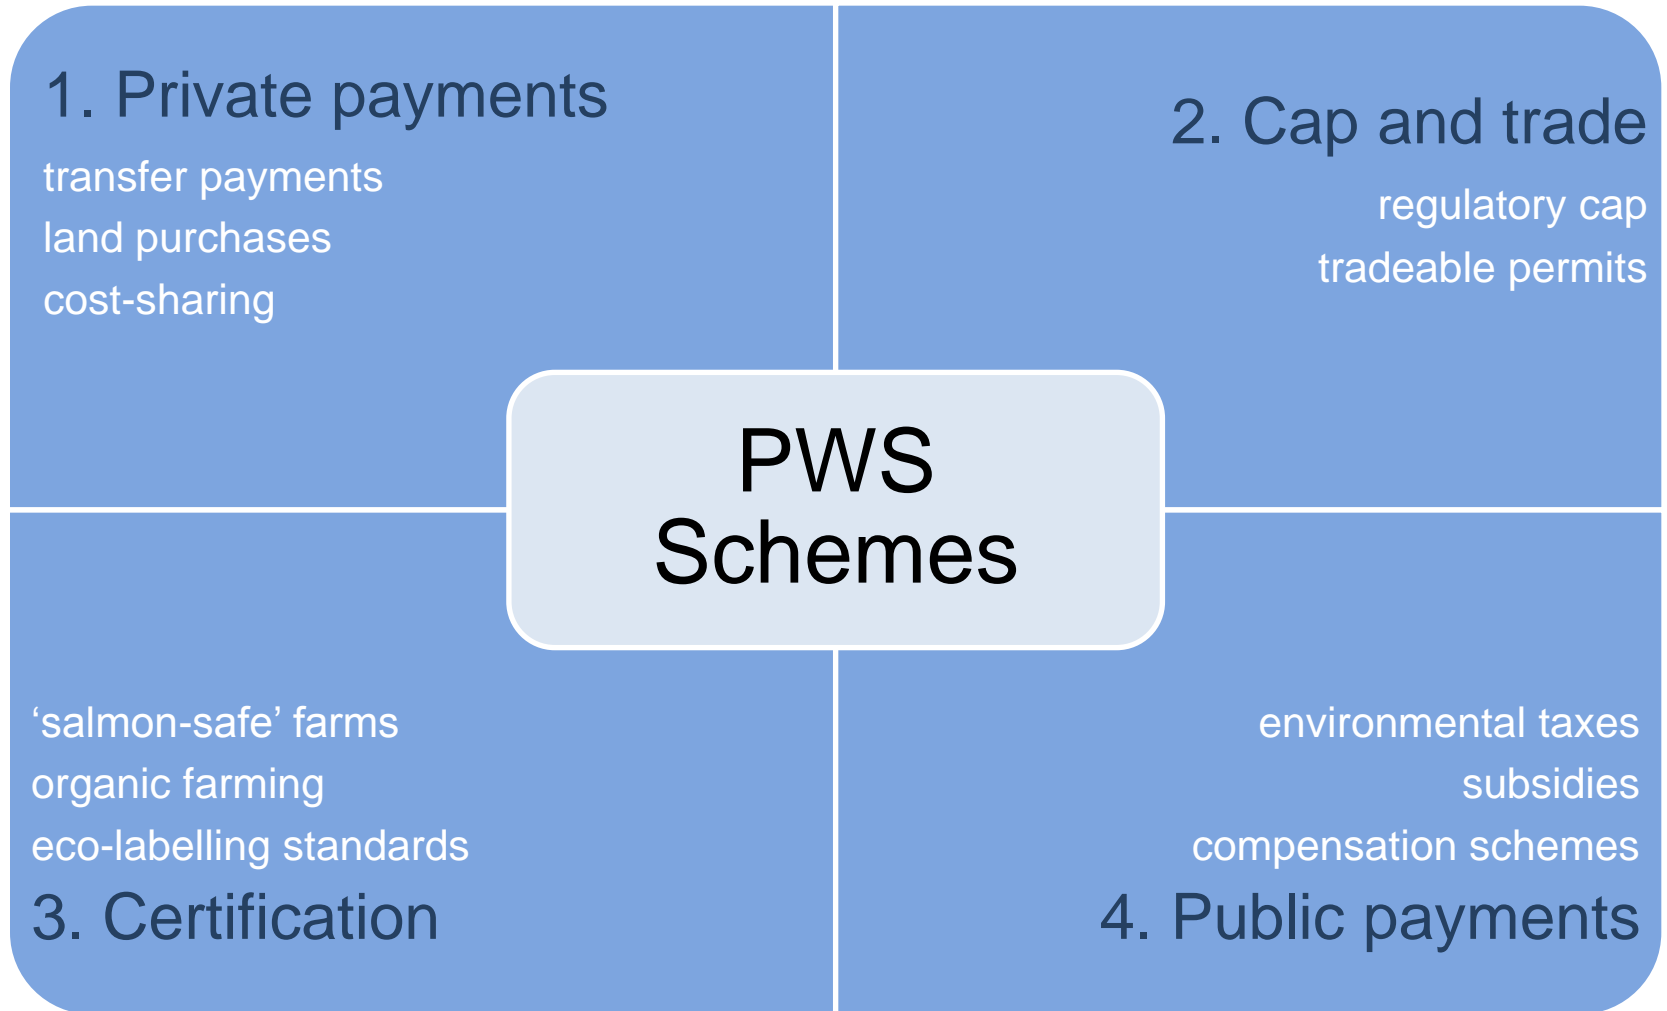 1. Private payments
transfer payments
land purchases
cost-sharing
2. Cap and trade
regulatory cap
tradeable permits
PWS
Schemes
‘salmon-safe’ farms
organic farming
eco-labelling standards
3. Certification
environmental taxes
subsidies
compensation schemes
4. Public payments